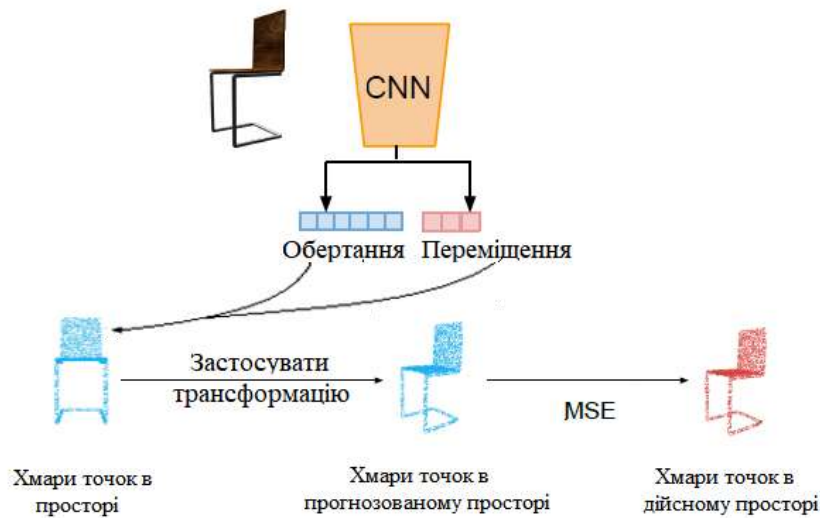 CNN
Обертання Переміщення
Застосувати
трансформацію
MSE
Хмари точок в
просторі
Хмари точок в
прогнозованому просторі
Хмари точок в
дійсному просторі